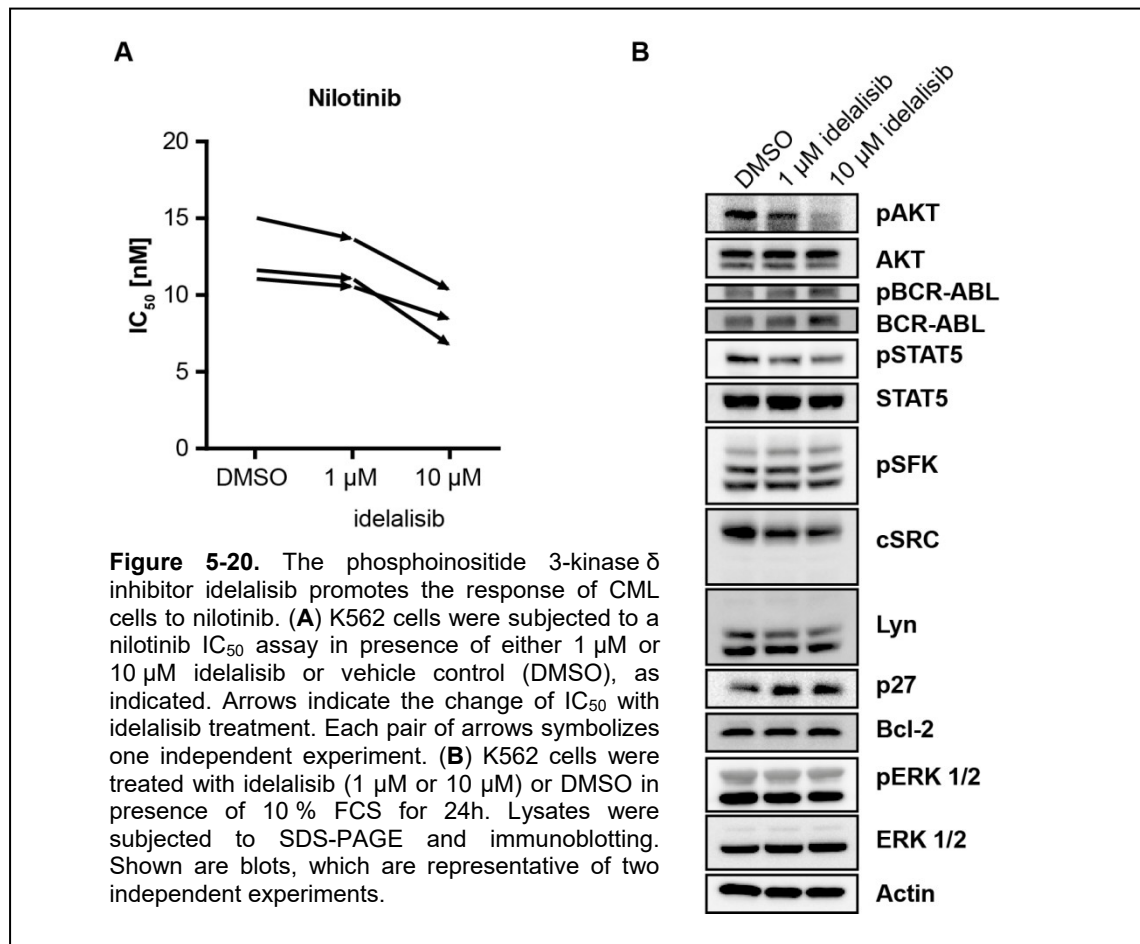 A
Nilotinib
20
15
10
5
0
IC50 [nM]
DMSO 1 µM 10 µM
idelalisib
Figure 5-20. The phosphoinositide 3-kinase δ
inhibitor idelalisib promotes the response of CML
cells to nilotinib. (A) K562 cells were subjected to a
nilotinib IC50 assay in presence of either 1 µM or
10 µM idelalisib or vehicle control (DMSO), as
indicated. Arrows indicate the change of IC50 with
idelalisib treatment. Each pair of arrows symbolizes
one independent experiment. (B) K562 cells were
treated with idelalisib (1 µM or 10 µM) or DMSO in
presence of 10 % FCS for 24h. Lysates were
subjected to SDS-PAGE and immunoblotting.
Shown are blots, which are representative of two
independent experiments.
B
DMSO
1 µM idelalisib
10 µM idelalisib
pAKT
AKT
pBCR-ABL
BCR-ABL
pSTAT5
STAT5
pSFK
cSRC
Lyn
p27
Bcl-2
pERK 1/2
ERK 1/2
Actin